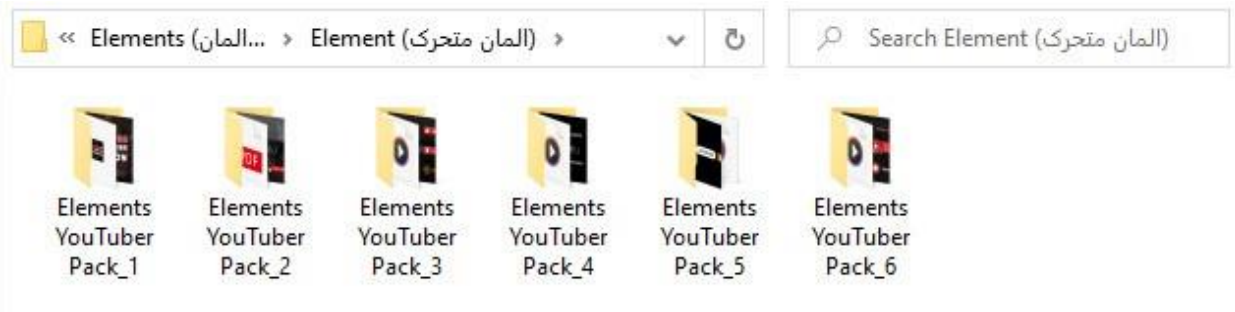 « Elements (المان... › Element (المان متحرک) ›
Search Element (المان متحرک)
Elements YouTuber Pack_1
Elements YouTuber Pack_2
Elements YouTuber Pack_3
Elements YouTuber Pack_4
Elements YouTuber Pack_5
Elements YouTuber Pack_6